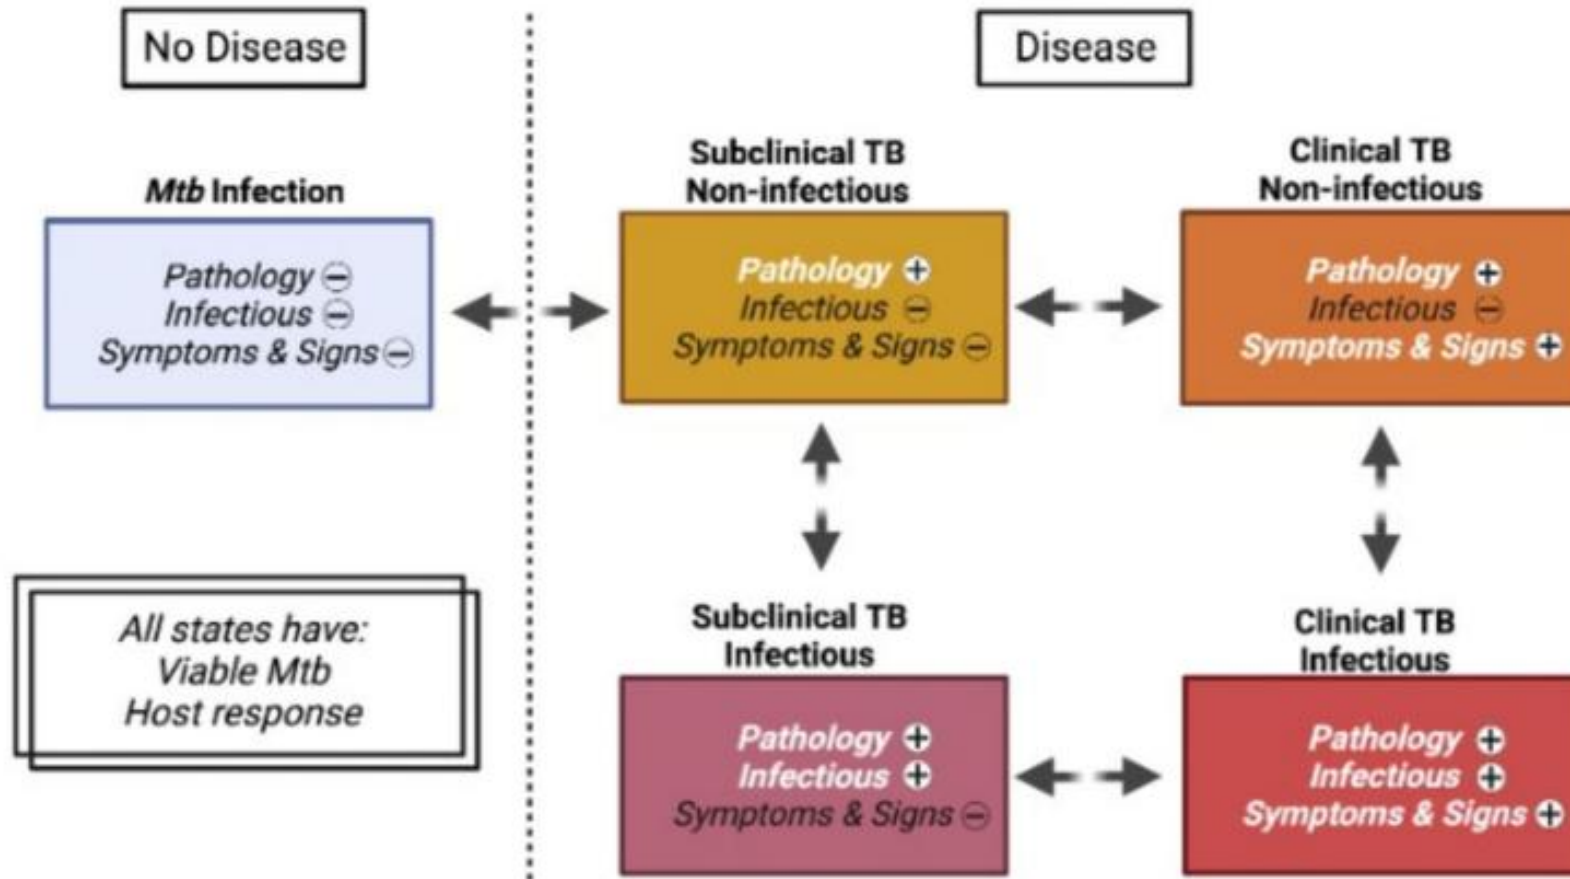 No Disease
Disease
Mtb Infection
Pathology ⊖
Infectious ⊖
Symptoms & Signs ⊖
Subclinical TB
Non-infectious
Pathology ⊕
Infectious ⊖
Symptoms & Signs ⊖
Clinical TB
Non-infectious
Pathology ⊕
Infectious ⊖
Symptoms & Signs ⊕
All states have:
Viable Mtb
Host response
Subclinical TB
Infectious
Pathology ⊕
Infectious ⊕
Symptoms & Signs ⊖
Clinical TB
Infectious
Pathology ⊕
Infectious ⊕
Symptoms & Signs ⊕